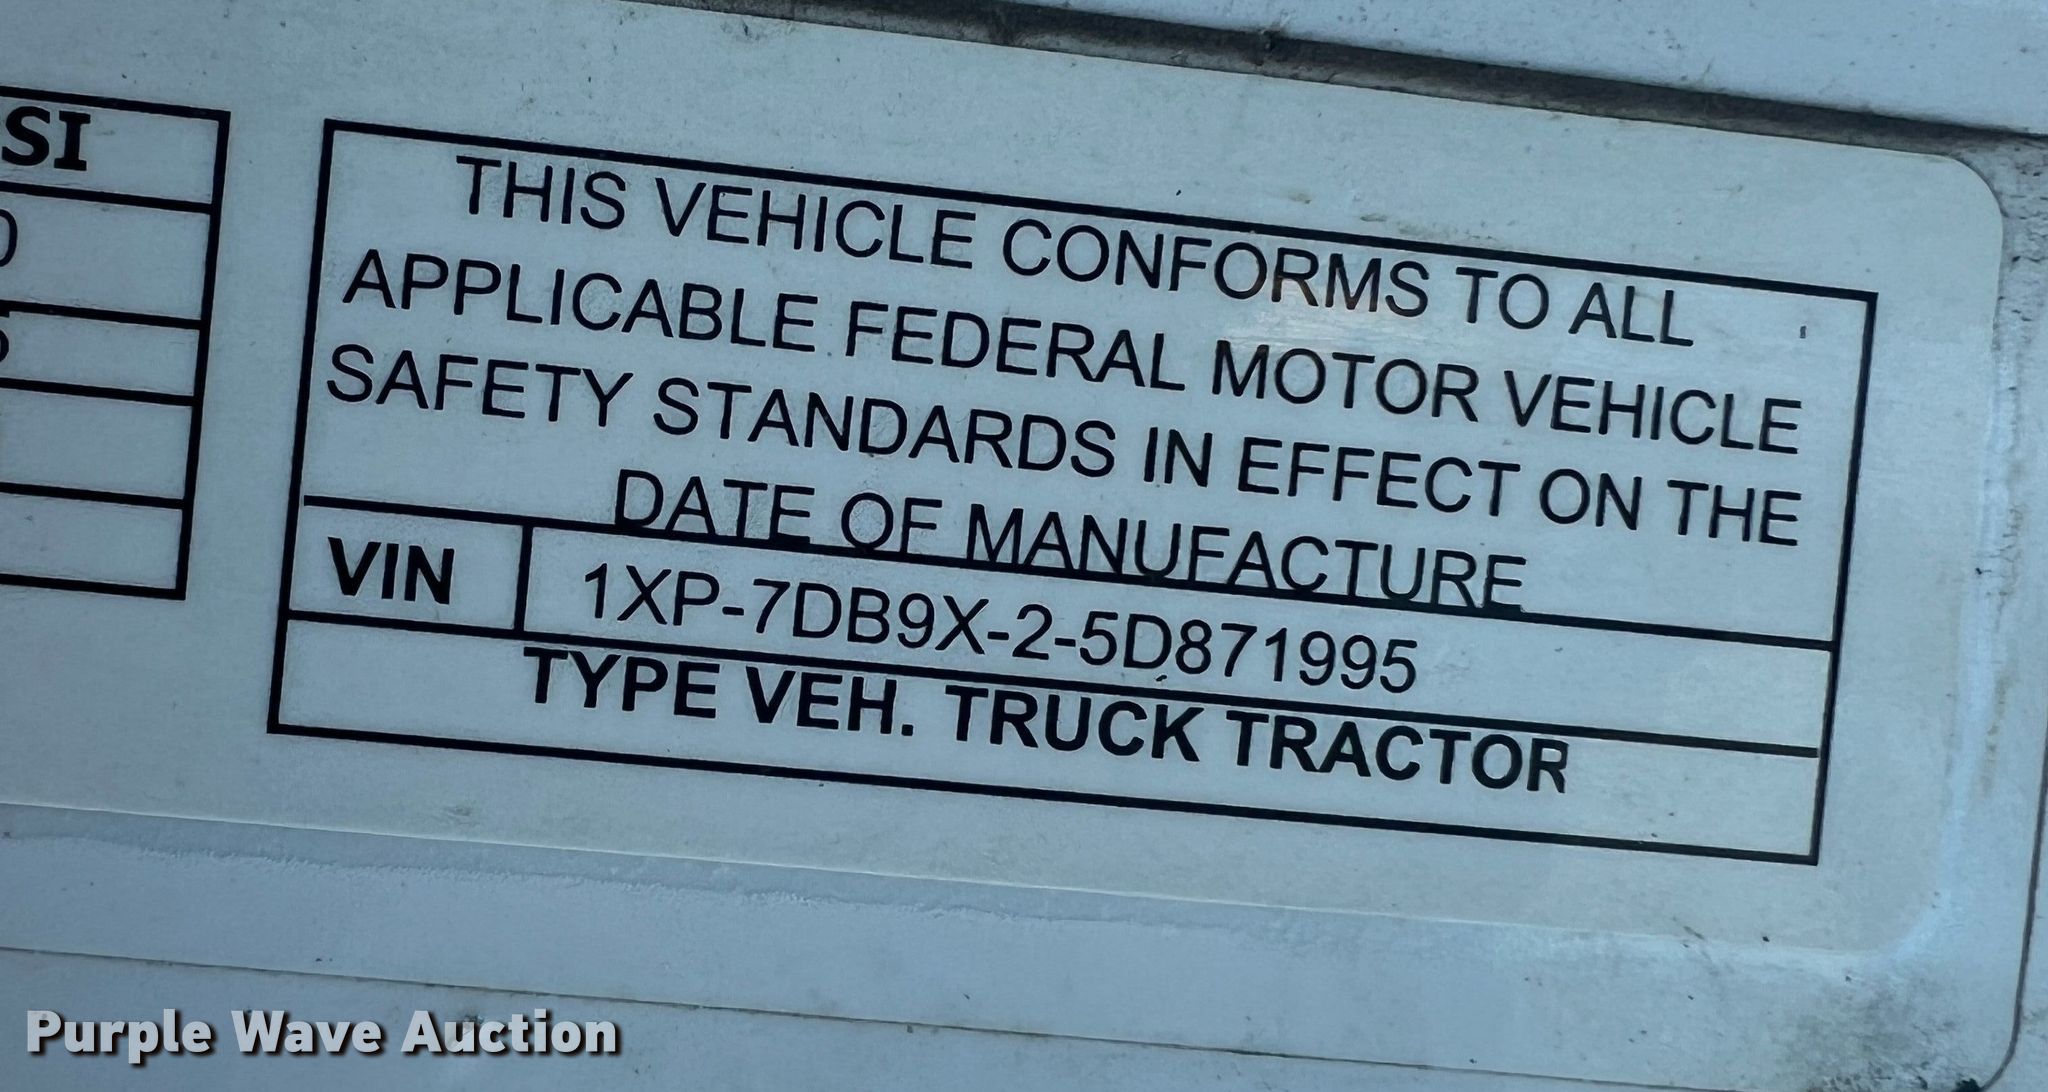 SI
THIS VEHICLE CONFORMS TO ALL
APPLICABLE FEDERAL MOTOR VEHICLE
SAFETY STANDARDS IN EFFECT ON THE
DATE OF MANUFACTURE
VIN 1XP-7DB9X-2-5D871995
TYPE VEH. TRUCK TRACTOR
Purple Wave Auction